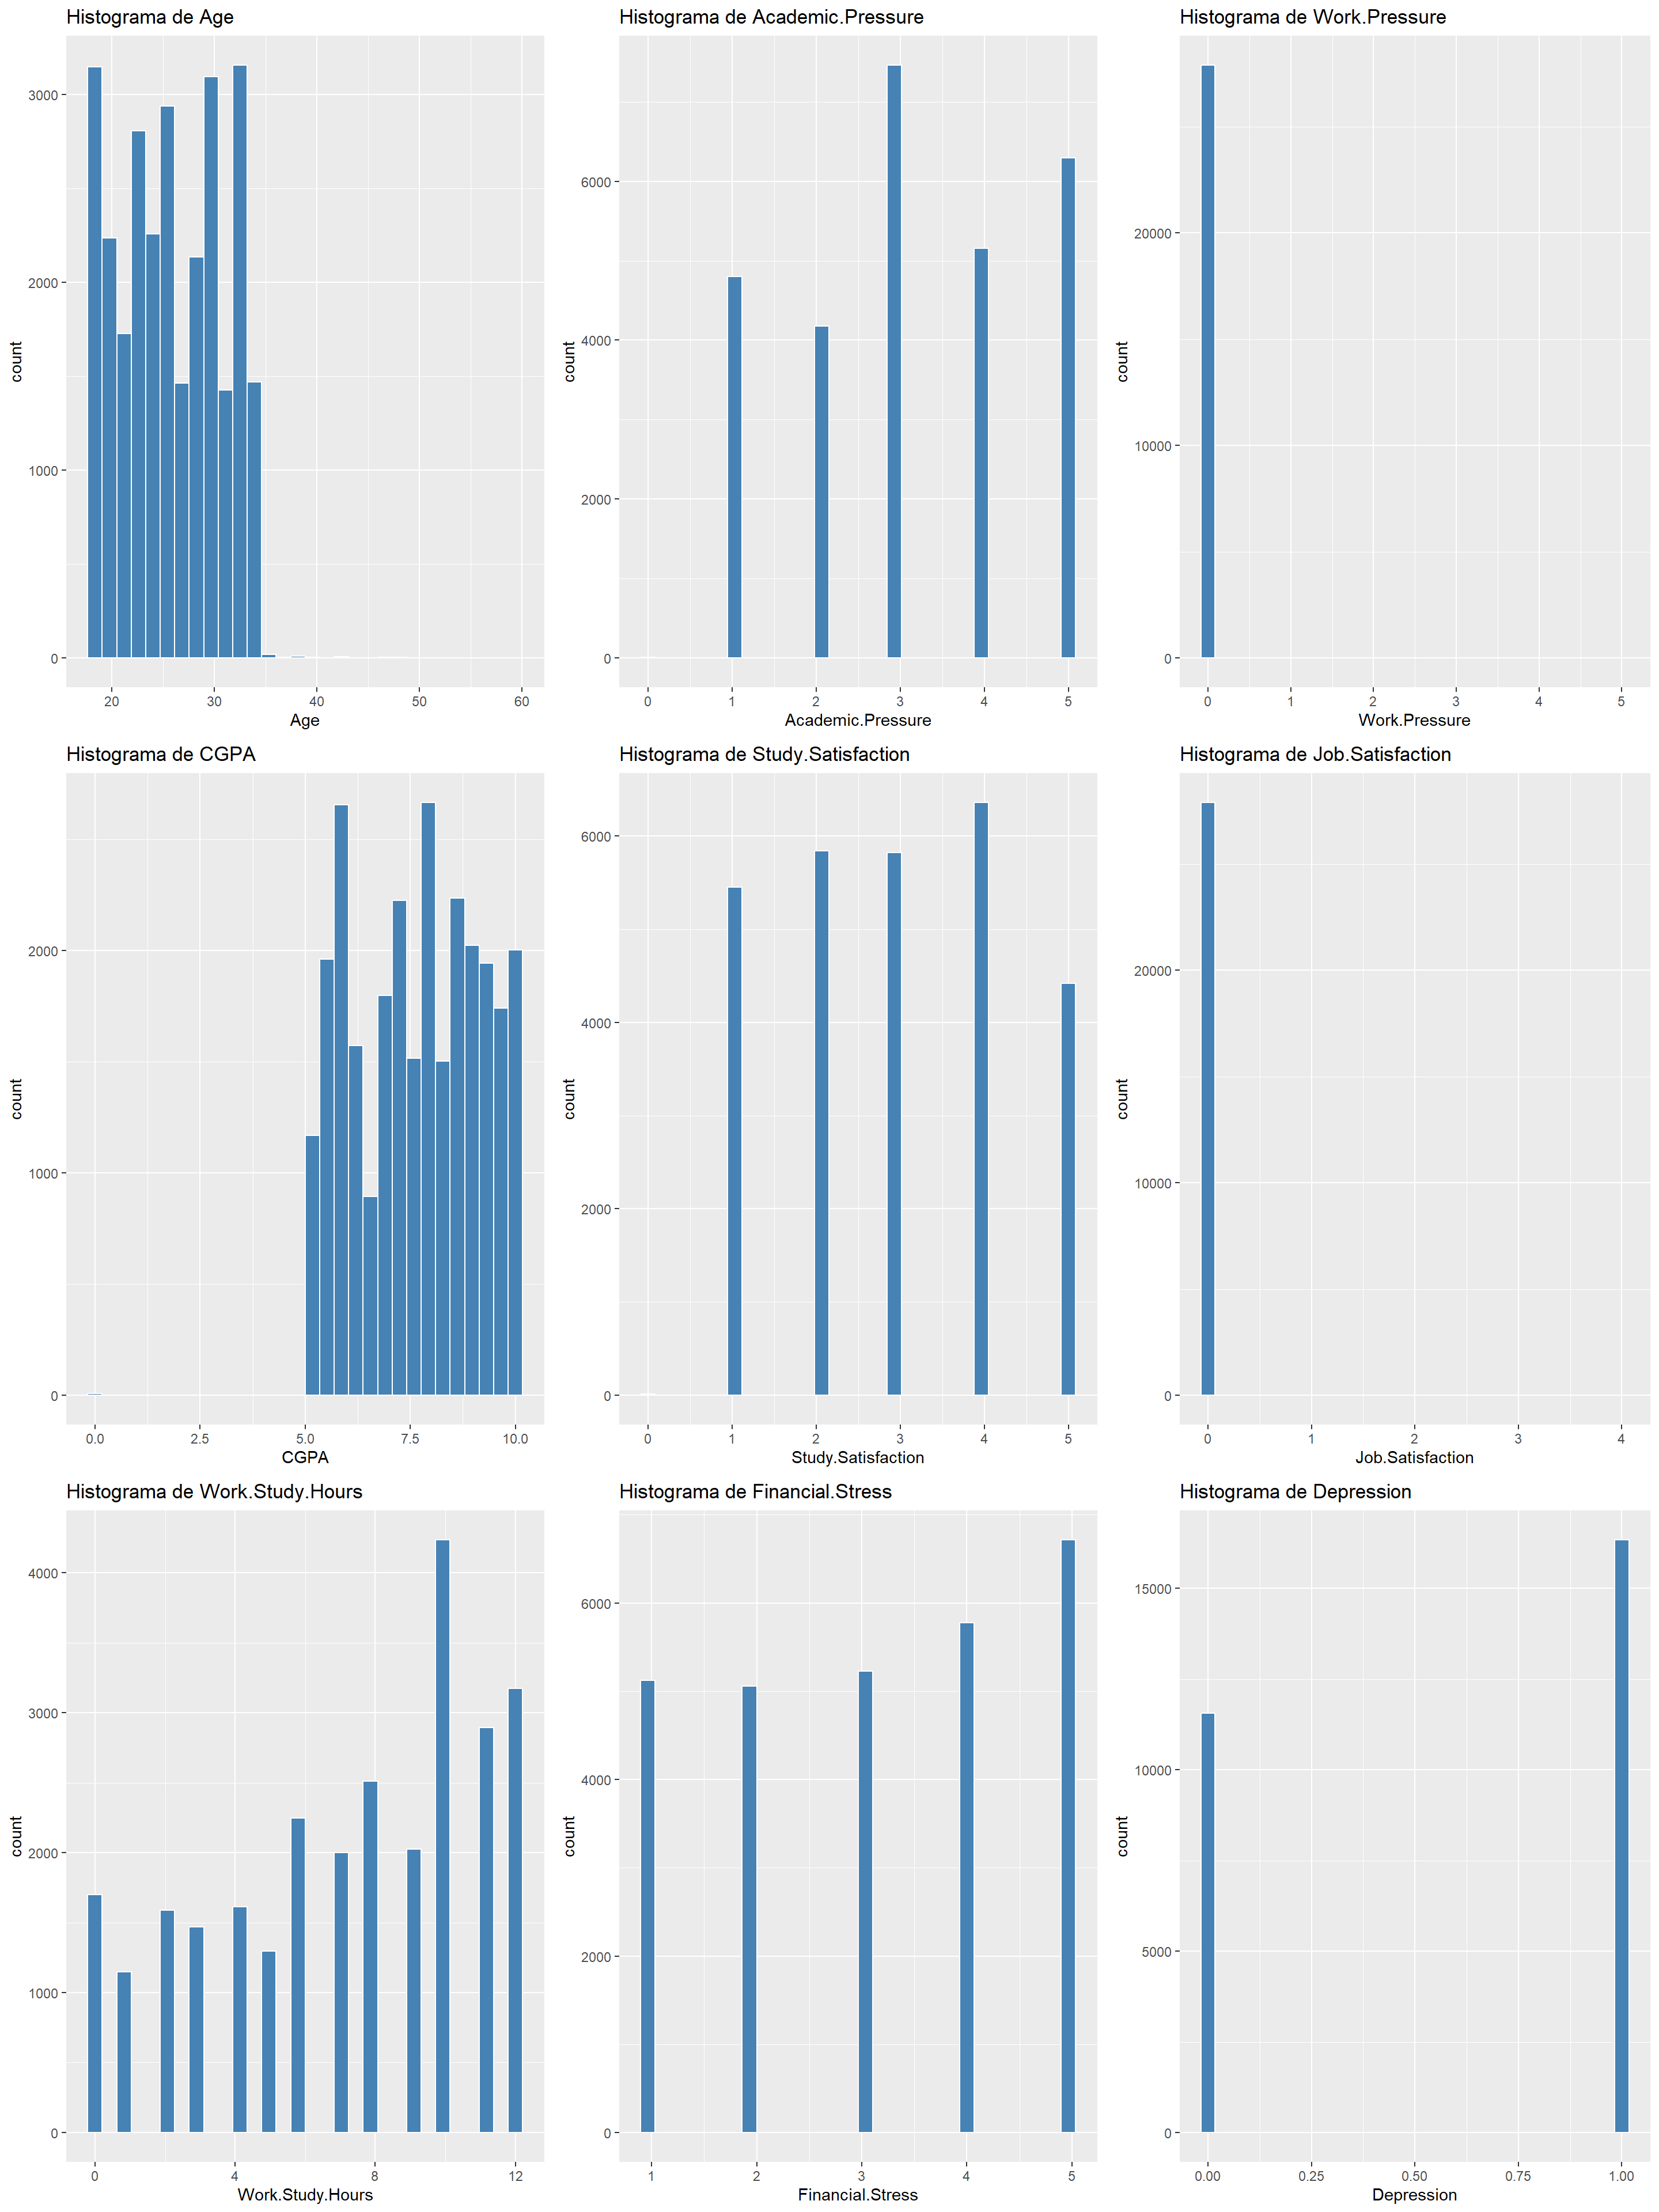 Histograma de Age
3000
2000
1000
0
count
20 30 40 50 60
Age
Histograma de Academic.Pressure
6000
4000
2000
0
count
0 1 2 3 4 5
Academic.Pressure
Histograma de Work.Pressure
20000
10000
0
count
0 1 2 3 4 5
Work.Pressure
Histograma de CGPA
2000
1000
0
count
0.0 2.5 5.0 7.5 10.0
CGPA
Histograma de Study.Satisfaction
6000
4000
2000
0
count
0 1 2 3 4 5
Study.Satisfaction
Histograma de Job.Satisfaction
20000
10000
0
count
0 1 2 3 4
Job.Satisfaction
Histograma de Work.Study.Hours
4000
3000
2000
1000
0
count
0 4 8 12
Work.Study.Hours
Histograma de Financial.Stress
6000
4000
2000
0
count
1 2 3 4 5
Financial.Stress
Histograma de Depression
15000
10000
5000
0
count
0.00 0.25 0.50 0.75 1.00
Depression